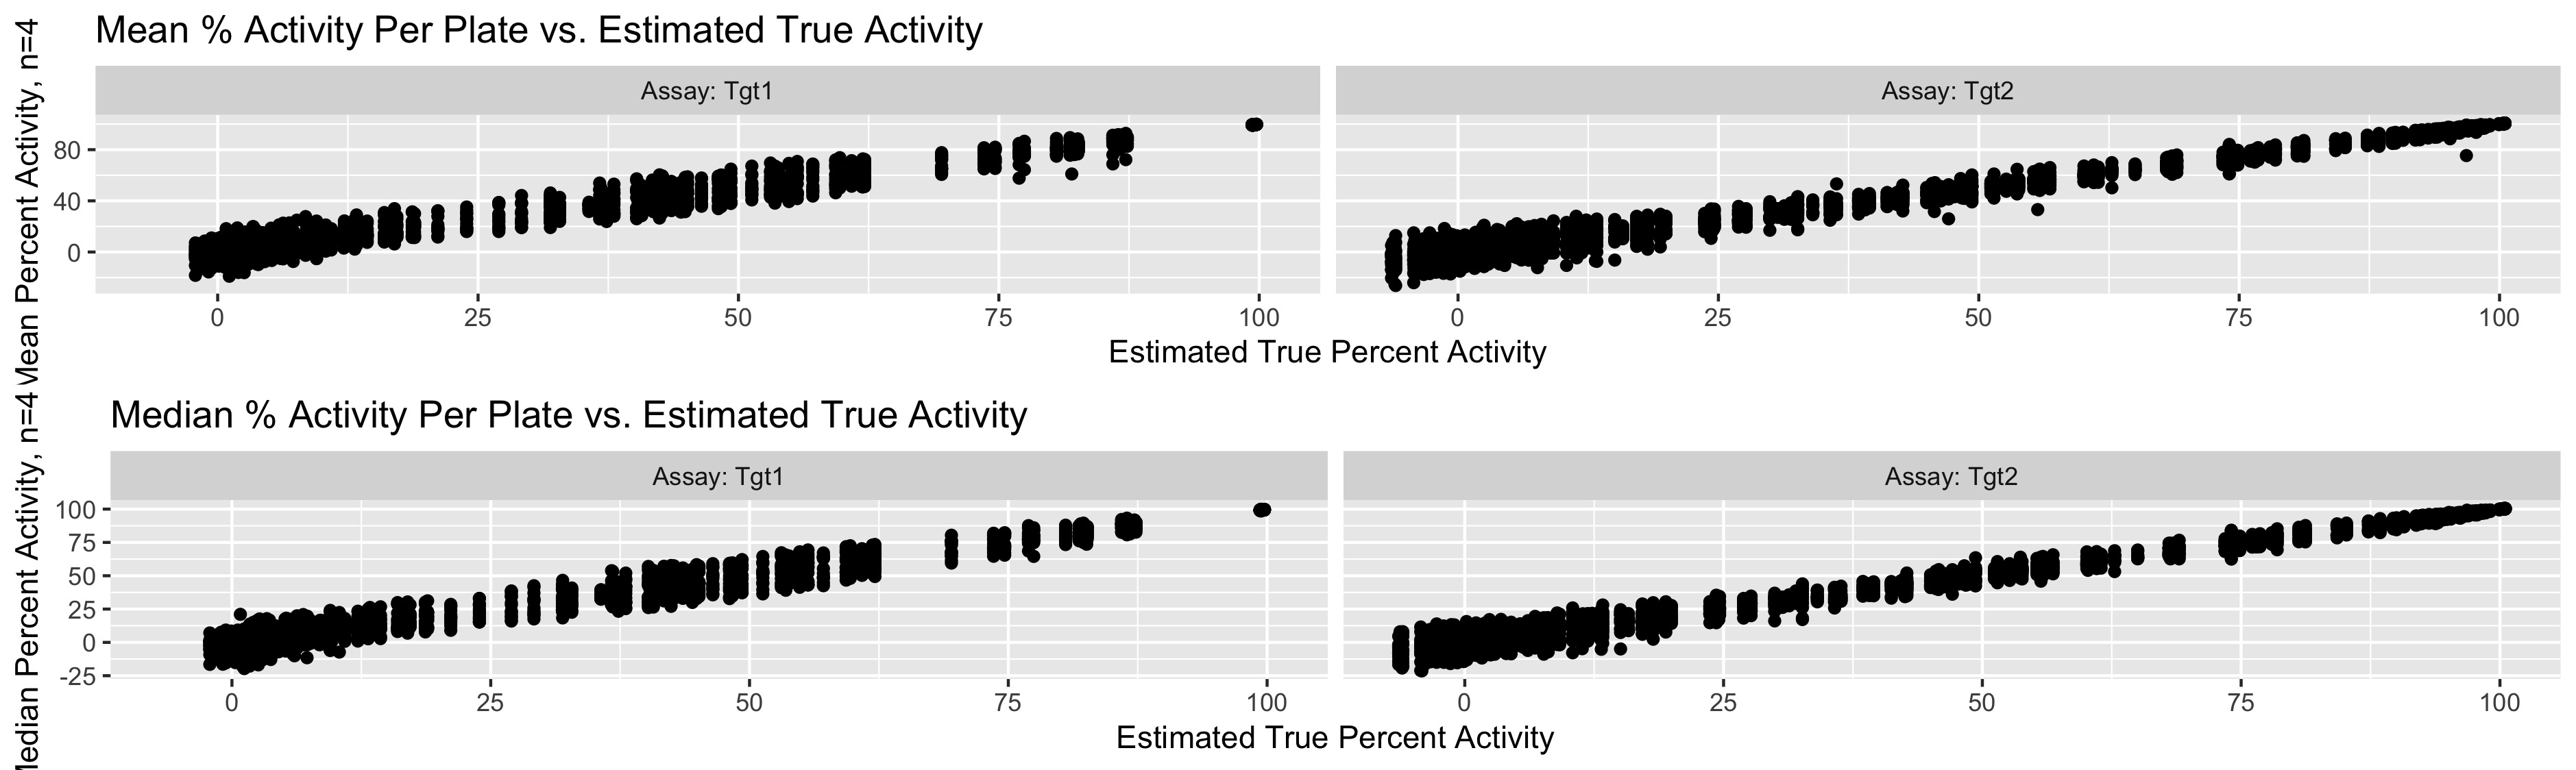 Mean % Activity Per Plate vs. Estimated True Activity
Mean Percent Activity, n=4
Assay: Tgt1
Assay: Tgt2
80
40
0
0 25 50 75 100
0 25 50 75 100
Estimated True Percent Activity
Median % Activity Per Plate vs. Estimated True Activity
Median Percent Activity, n=4
Assay: Tgt1
Assay: Tgt2
100
75
50
25
0
-25
0 25 50 75 100
0 25 50 75 100
Estimated True Percent Activity